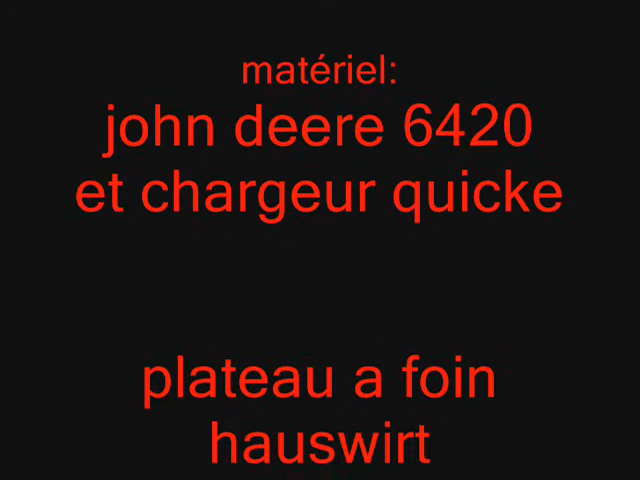 matériel:
john deere 6420
et chargeur quicke
plateau a foin
hauswirt